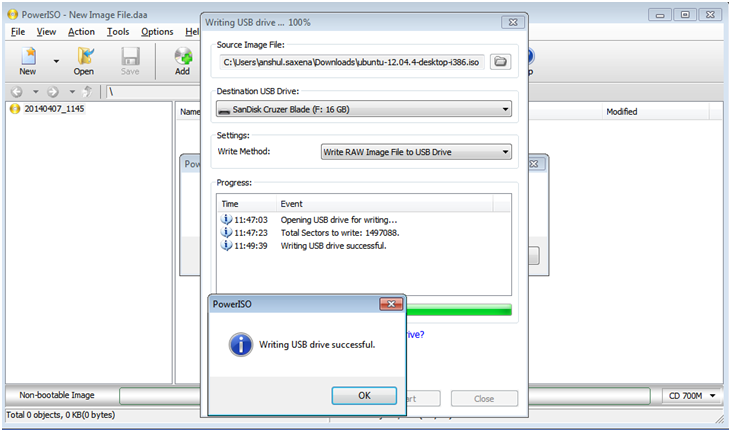 PowerISO - New Image File.daa
File View Action Tools Options Hel
New Open Save Add p
\
20140407_1145
Name Modified
Pow
Writing USB drive ... 100%
Source Image File:
C:\Users\anshul.saxena\Downloads\ubuntu-12.04.4-desktop-i386.iso
Destination USB Drive:
SanDisk Cruzer Blade (F: 16 GB)
Settings:
Write Method: Write RAW Image File to USB Drive
Progress:
Time Event
11:47:03 Opening USB drive for writing...
11:47:23 Total Sectors to write: 1497088.
11:49:39 Writing USB drive successful.
rive?
art Close
PowerISO
Writing USB drive successful.
OK
Non-bootable Image CD 700M
Total 0 objects, 0 KB(0 bytes)